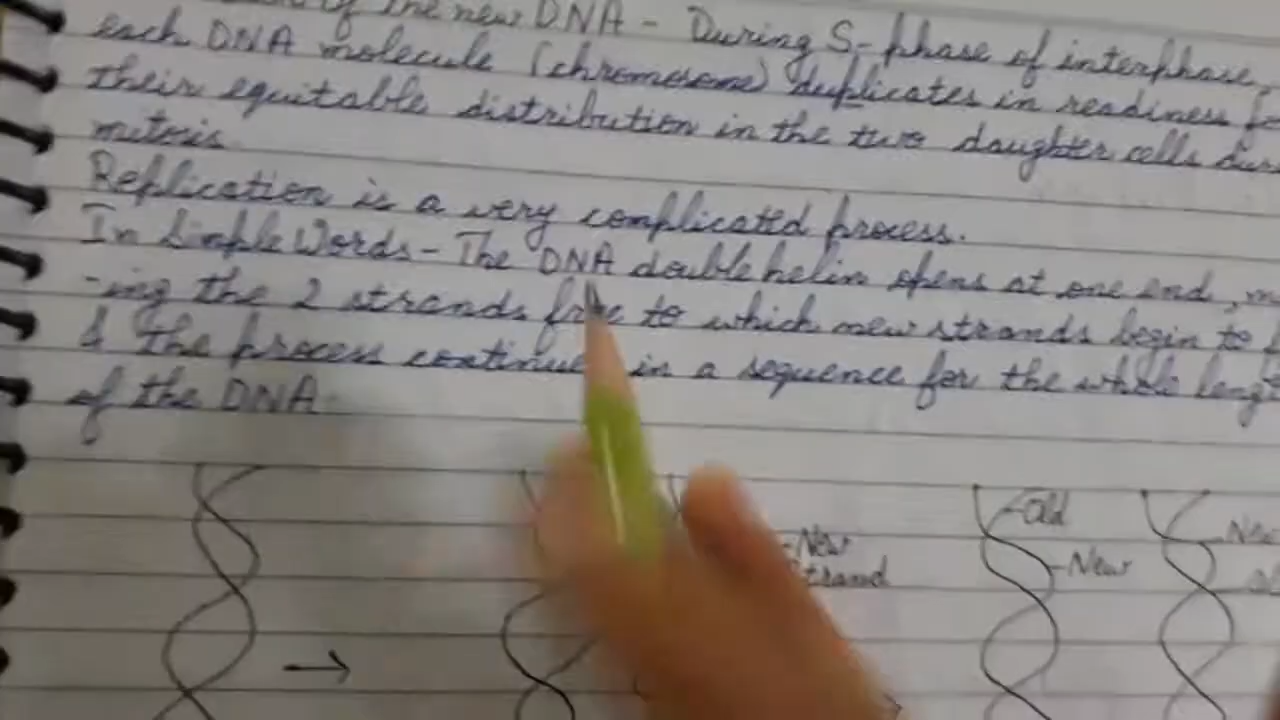 of the new DNA - During S-phase of interphase,
each DNA molecule (chromosome) duplicates in readiness
their equitable distribution in the two daughter cells
mitosis.
Replication is a very complicated process.
In Simple Words - The DNA double helix opens at one end,
-ing the 2 strands free to which new strands begin to
& the process continue in a sequence for the whole
of the DNA.
Old
New
New
Strand
New